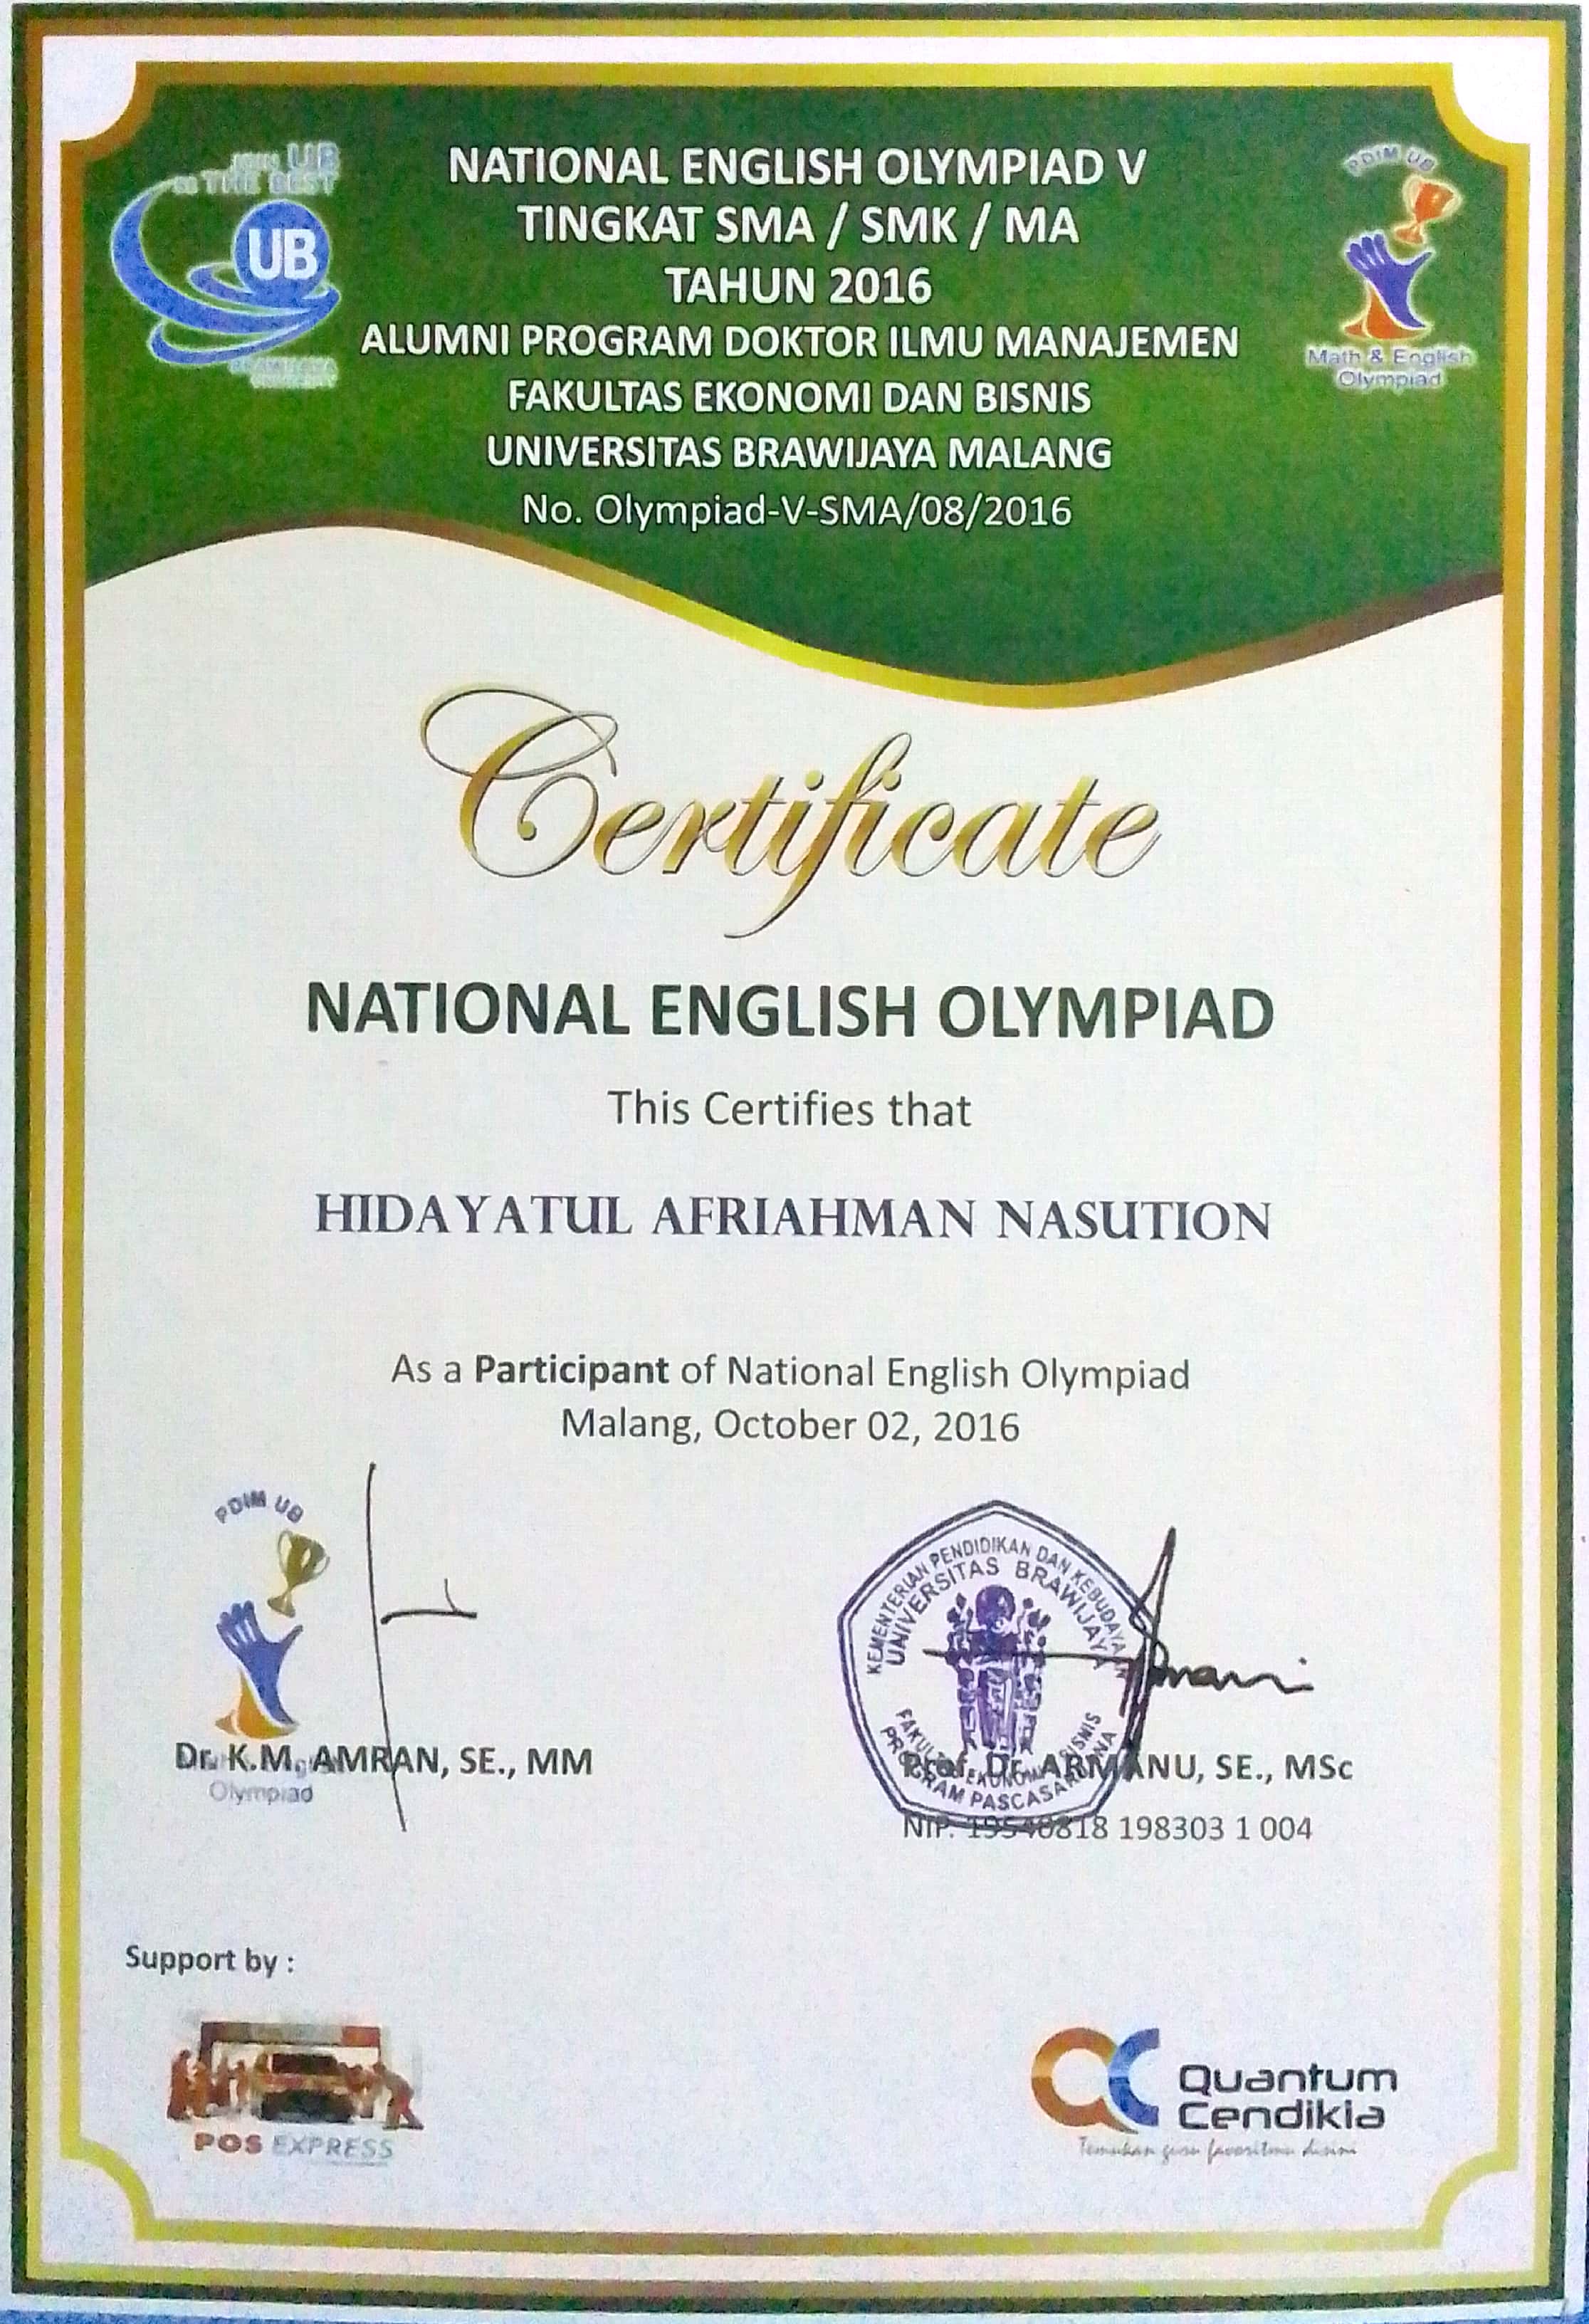 JOIN UB
be THE BEST
UB
BRAWIJAYA
PDIM UB
Math & English
Olympiad
NATIONAL ENGLISH OLYMPIAD V
TINGKAT SMA / SMK / MA
TAHUN 2016
ALUMNI PROGRAM DOKTOR ILMU MANAJEMEN
FAKULTAS EKONOMI DAN BISNIS
UNIVERSITAS BRAWIJAYA MALANG
No. Olympiad-V-SMA/08/2016
Certificate
NATIONAL ENGLISH OLYMPIAD
This Certifies that
HIDAYATUL AFRIAHMAN NASUTION
As a Participant of National English Olympiad
Malang, October 02, 2016
PDIM UB
Olympiad
Dr. K.M. AMRAN, SE., MM
KEMENTERIAN PENDIDIKAN DAN KEBUDAYAAN
UNIVERSITAS BRAWIJAYA
FAKULTAS EKONOMI DAN BISNIS
PROGRAM PASCASARJANA
Prof. Dr. ARMANU, SE., MSc
NIP. 19540818 198303 1 004
Support by :
POS EXPRESS
Quantum
Cendikia
Temukan guru favoritmu disini